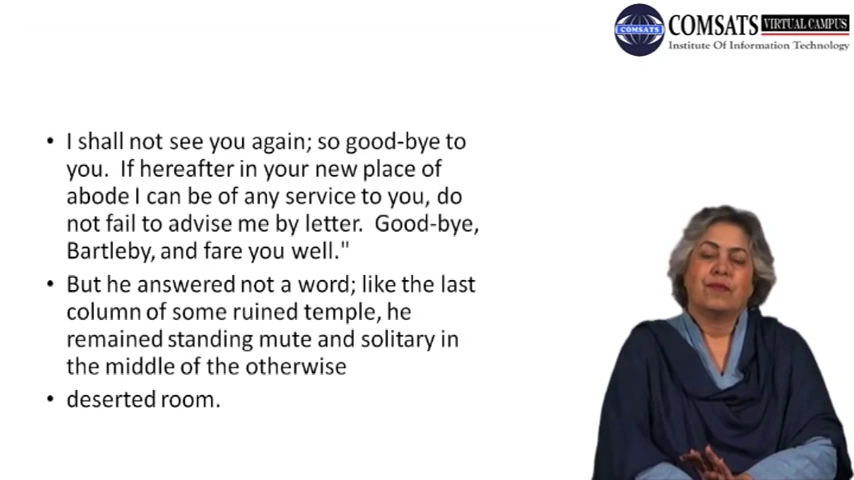 COMSATS VIRTUAL CAMPUS
COMSATS
Institute Of Information Technology
• I shall not see you again; so good-bye to
you.  If hereafter in your new place of
abode I can be of any service to you, do
not fail to advise me by letter.  Good-bye,
Bartleby, and fare you well."
• But he answered not a word; like the last
column of some ruined temple, he
remained standing mute and solitary in
the middle of the otherwise
• deserted room.